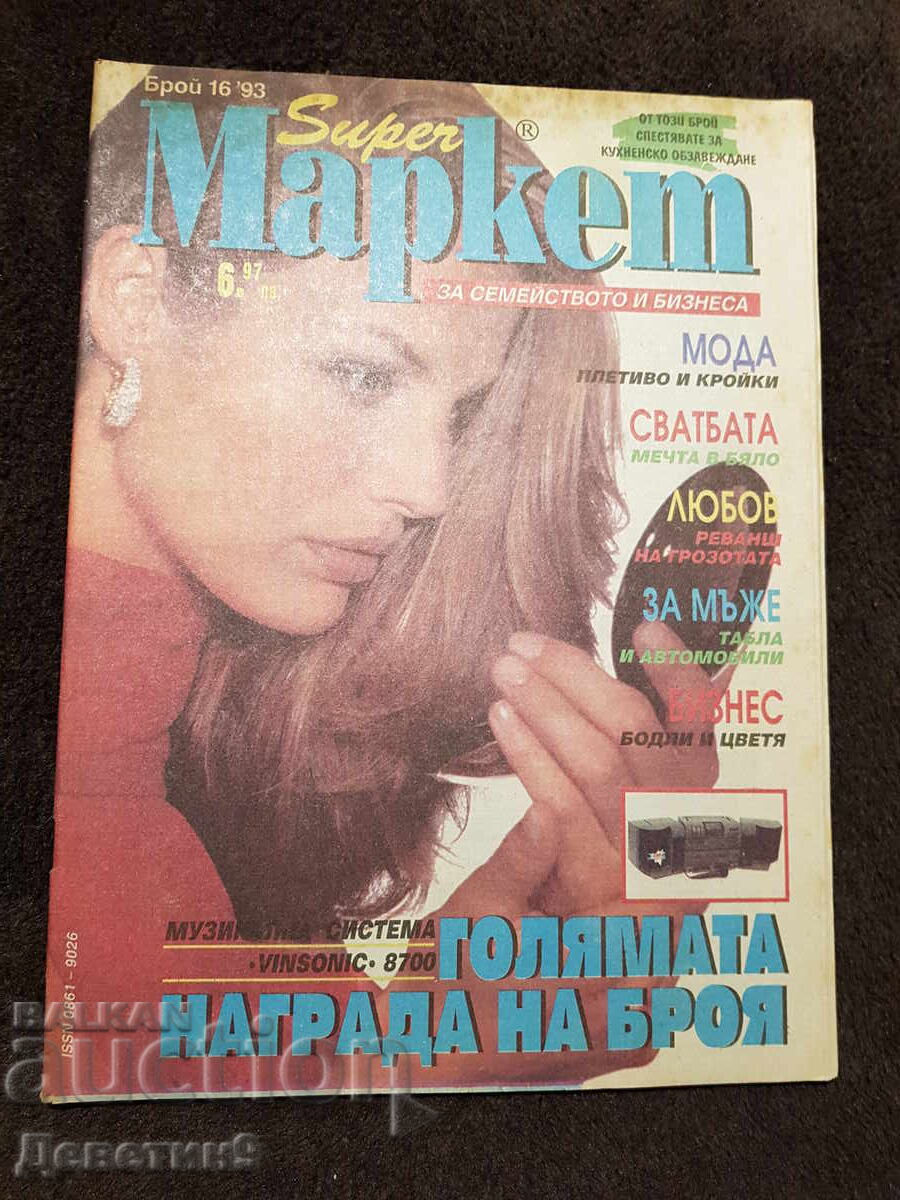 Брой 16 '93
Super
Маркет ®
ОТ ТОЗИ БРОЙ
СПЕСТЯВАТЕ ЗА
КУХНЕНСКО ОБЗАВЕЖДАНЕ
6. 97
ЗА СЕМЕЙСТВОТО И БИЗНЕСА
МОДА
ПЛЕТИВО И КРОЙКИ
СВАТБАТА
МЕЧТА В БЯЛО
ЛЮБОВ
РЕВАНШ
НА ГРОЗОТАТА
ЗА МЪЖЕ
ТАБЛА
И АВТОМОБИЛИ
БИЗНЕС
БОДЛИ И ЦВЕТЯ
МУЗИКАЛНА СИСТЕМА
•VINSONIC• 8700
ГОЛЯМАТА
НАГРАДА НА БРОЯ
ISSN 0861 - 9026
BALKAN
auction
Деветин9